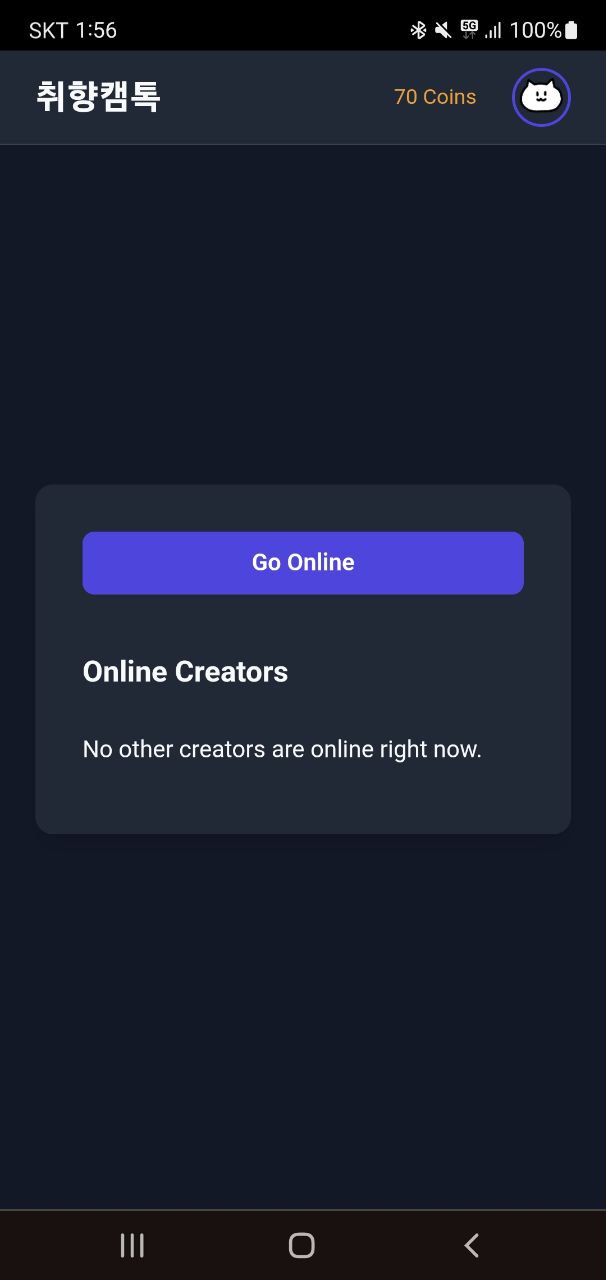 SKT 1:56 5G 100%
취향캠톡 70 Coins
Go Online
Online Creators
No other creators are online right now.